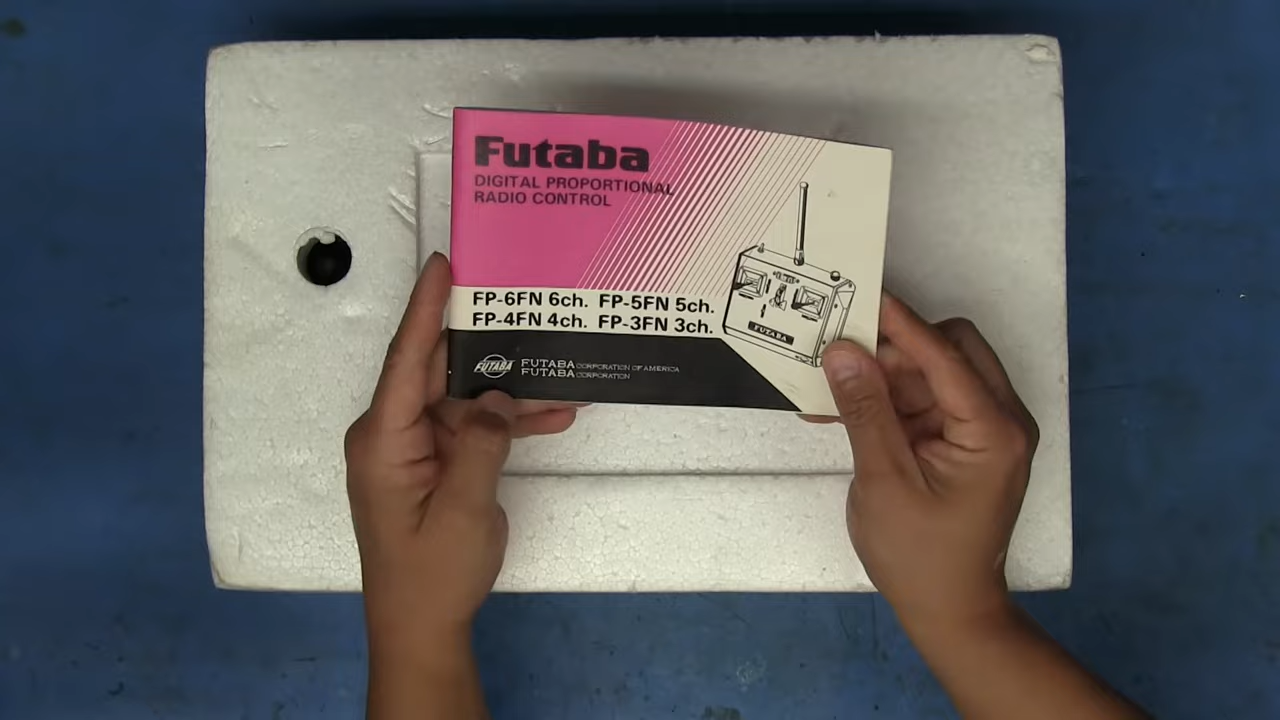 Futaba
DIGITAL PROPORTIONAL
RADIO CONTROL
FP-6FN 6ch. FP-5FN 5ch.
FP-4FN 4ch. FP-3FN 3ch.
FUTABA
FUTABA
FUTABA CORPORATION OF AMERICA
FUTABA CORPORATION